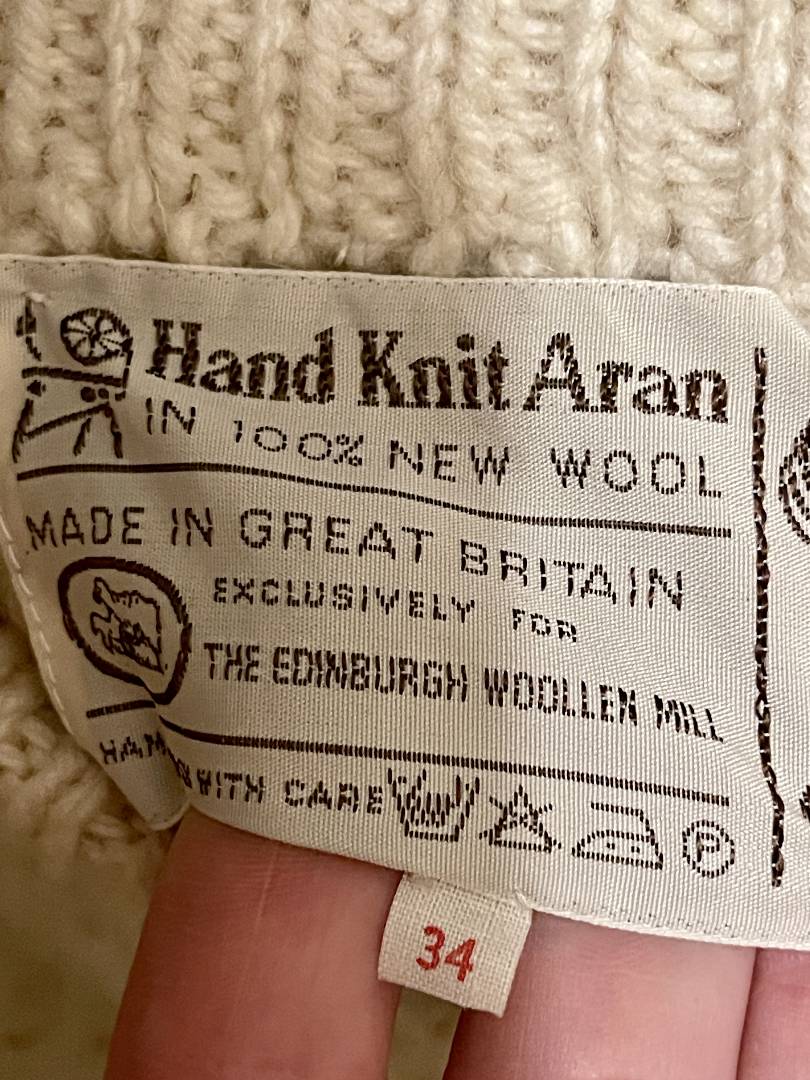 Hand Knit Aran
IN 100% NEW WOOL
MADE IN GREAT BRITAIN
EXCLUSIVELY FOR
THE EDINBURGH WOOLLEN MILL
WITH CARE
P
34